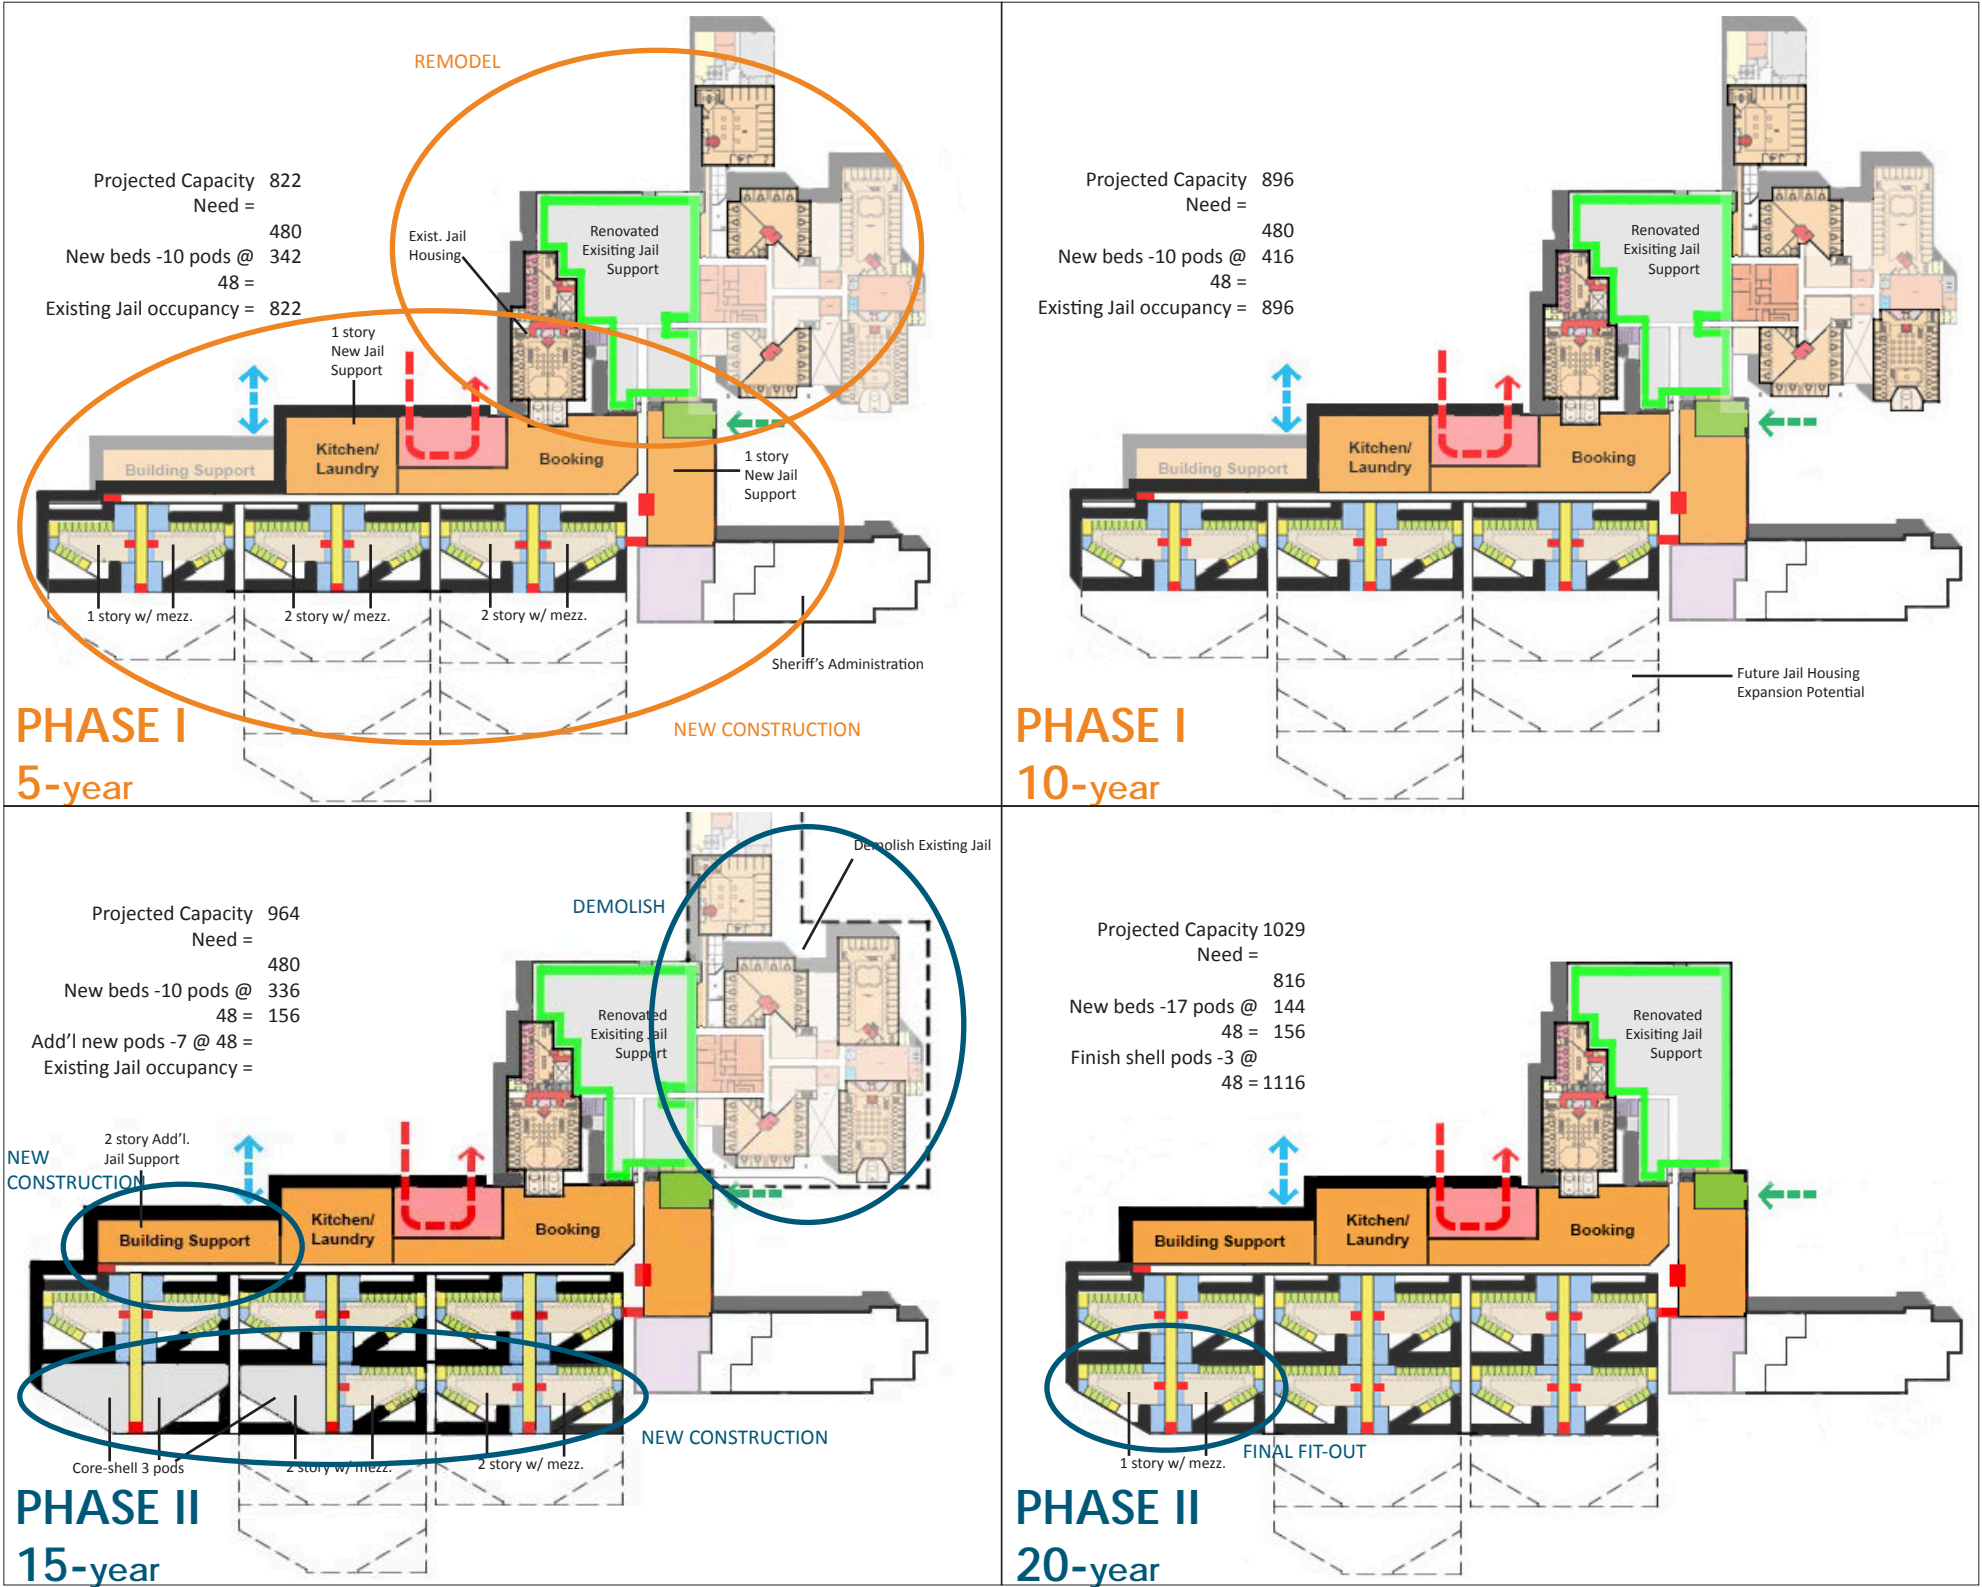 REMODEL
Projected Capacity 822
Need =
480
New beds -10 pods @ 342
48 =
Existing Jail occupancy = 822
Exist. Jail
Housing
Renovated
Exisiting Jail
Support
1 story
New Jail
Support
Kitchen/
Laundry
Booking
Building Support
1 story
New Jail
Support
1 story w/ mezz.
2 story w/ mezz.
2 story w/ mezz.
Sheriff's Administration
NEW CONSTRUCTION
PHASE I
5-year
Projected Capacity 896
Need =
480
New beds -10 pods @ 416
48 =
Existing Jail occupancy = 896
Renovated
Exisiting Jail
Support
Kitchen/
Laundry
Booking
Building Support
Future Jail Housing
Expansion Potential
PHASE I
10-year
Demolish Existing Jail
DEMOLISH
Projected Capacity 964
Need =
480
New beds -10 pods @ 336
48 = 156
Add'l new pods -7 @ 48 =
Existing Jail occupancy =
Renovated
Exisiting Jail
Support
2 story Add'l.
Jail Support
NEW
CONSTRUCTION
Kitchen/
Laundry
Booking
Building Support
NEW CONSTRUCTION
Core-shell 3 pods
2 story w/ mezz.
2 story w/ mezz.
PHASE II
15-year
Projected Capacity 1029
Need =
816
New beds -17 pods @ 144
48 = 156
Finish shell pods -3 @
48 = 1116
Renovated
Exisiting Jail
Support
Kitchen/
Laundry
Booking
Building Support
FINAL FIT-OUT
1 story w/ mezz.
PHASE II
20-year